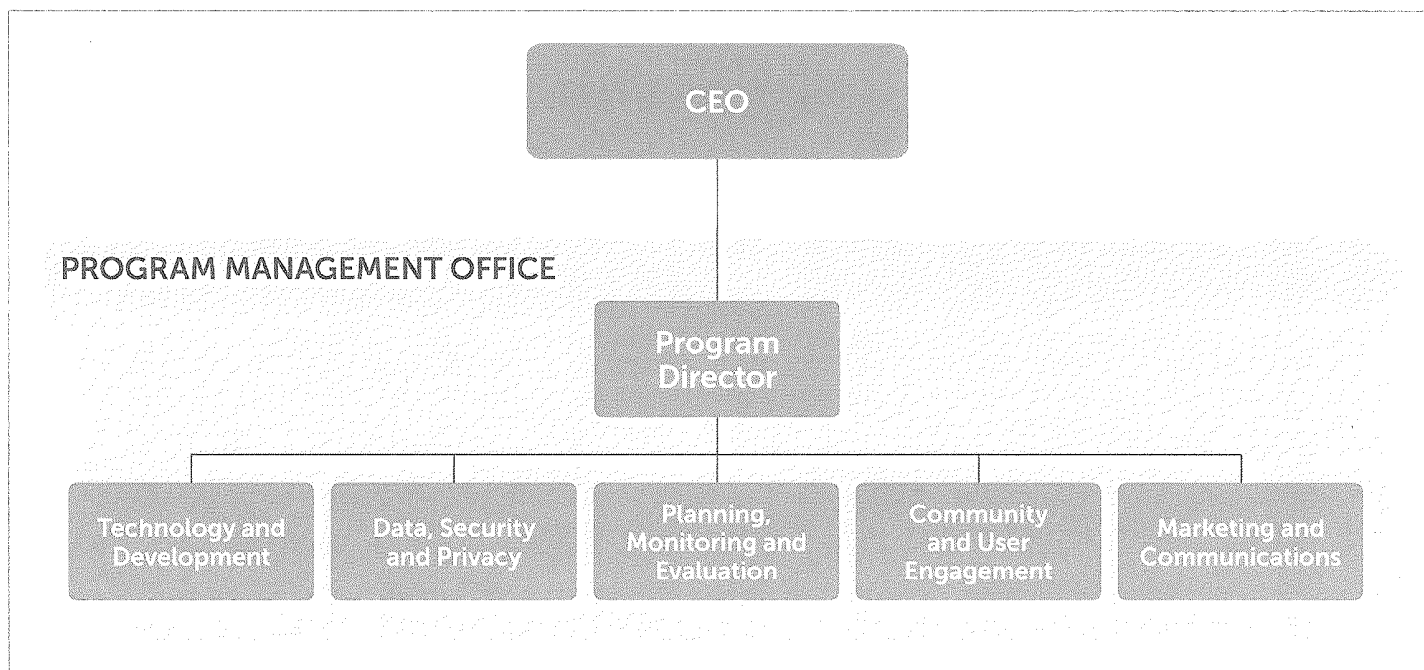 CEO
PROGRAM MANAGEMENT OFFICE
Program
Director
Technology and
Development
Data, Security
and Privacy
Planning,
Monitoring and
Evaluation
Community
and User
Engagement
Marketing and
Communications